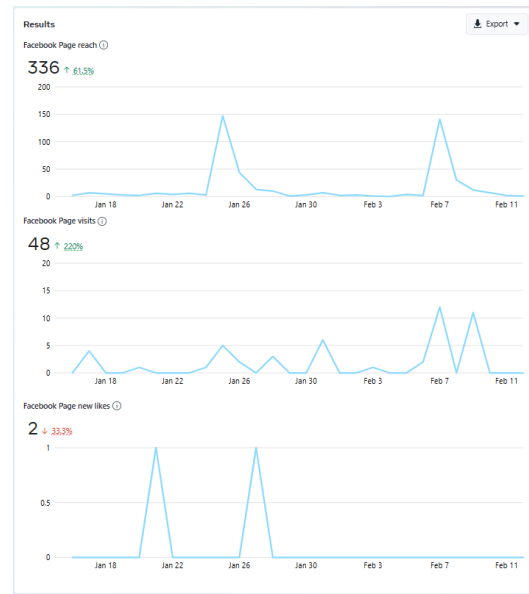 Results
Export
Facebook Page reach
336 ↑ 61.5%
200
150
100
50
0
Jan 18 Jan 22 Jan 26 Jan 30 Feb 3 Feb 7 Feb 11
Facebook Page visits
48 ↑ 220%
20
15
10
5
0
Jan 18 Jan 22 Jan 26 Jan 30 Feb 3 Feb 7 Feb 11
Facebook Page new likes
2 ↓ 33.3%
1
0.5
0
Jan 18 Jan 22 Jan 26 Jan 30 Feb 3 Feb 7 Feb 11